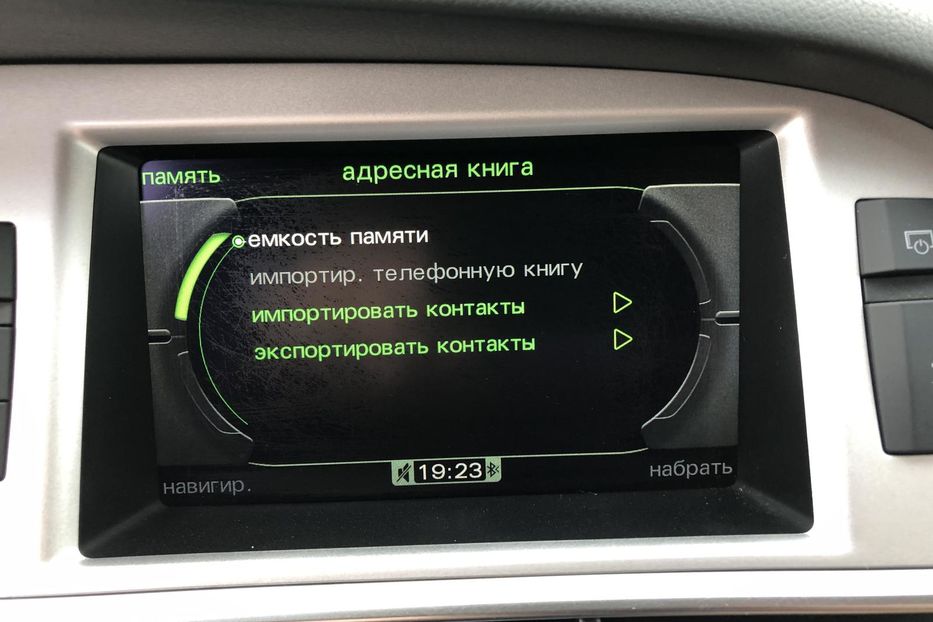 память
адресная книга
емкость памяти
импортир. телефонную книгу
импортировать контакты
экспортировать контакты
19:23
навигир.
набрать